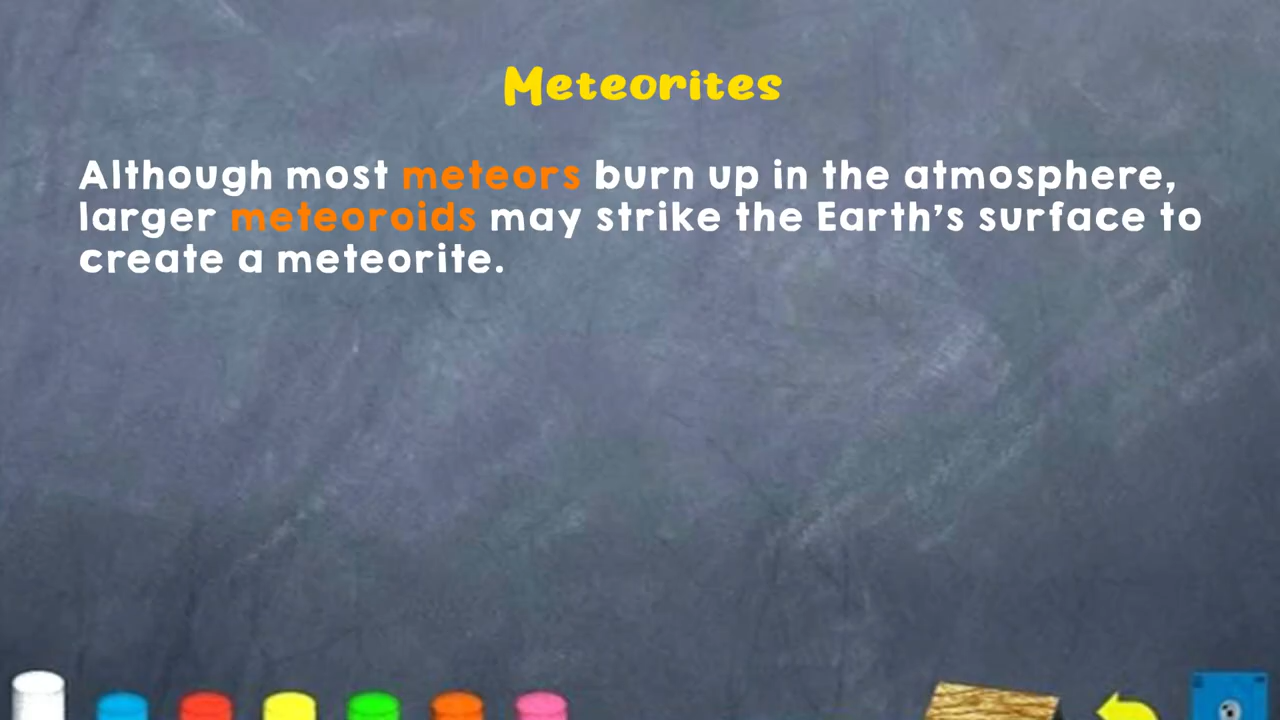 Meteorites
Although most meteors burn up in the atmosphere,
larger meteoroids may strike the Earth's surface to
create a meteorite.